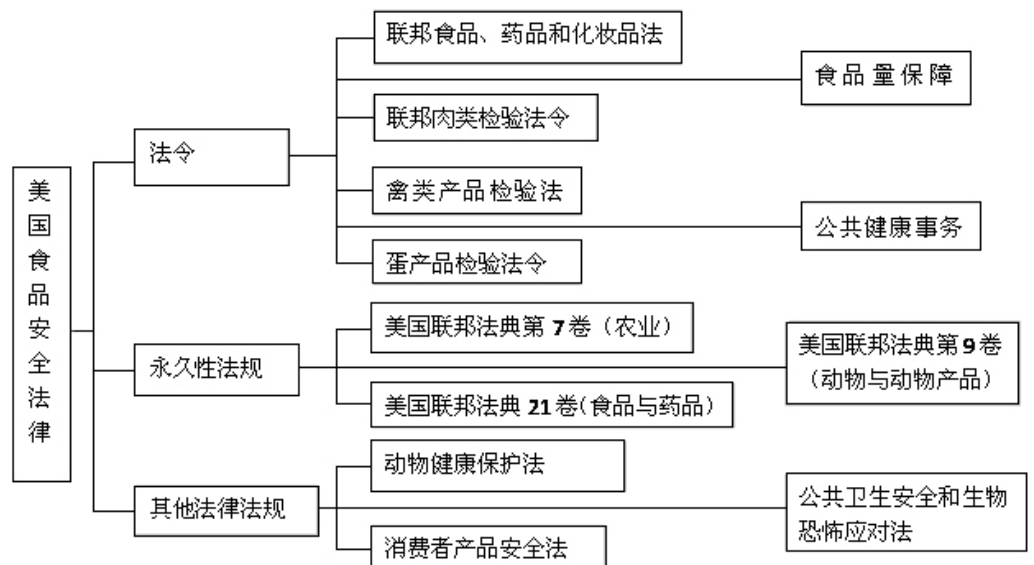 美国食品安全法律
法令
联邦食品、药品和化妆品法
食品量保障
联邦肉类检验法令
禽类产品检验法
公共健康事务
蛋产品检验法令
永久性法规
美国联邦法典第7卷（农业）
美国联邦法典第9卷
（动物与动物产品）
美国联邦法典21卷(食品与药品)
其他法律法规
动物健康保护法
公共卫生安全和生物
恐怖应对法
消费者产品安全法